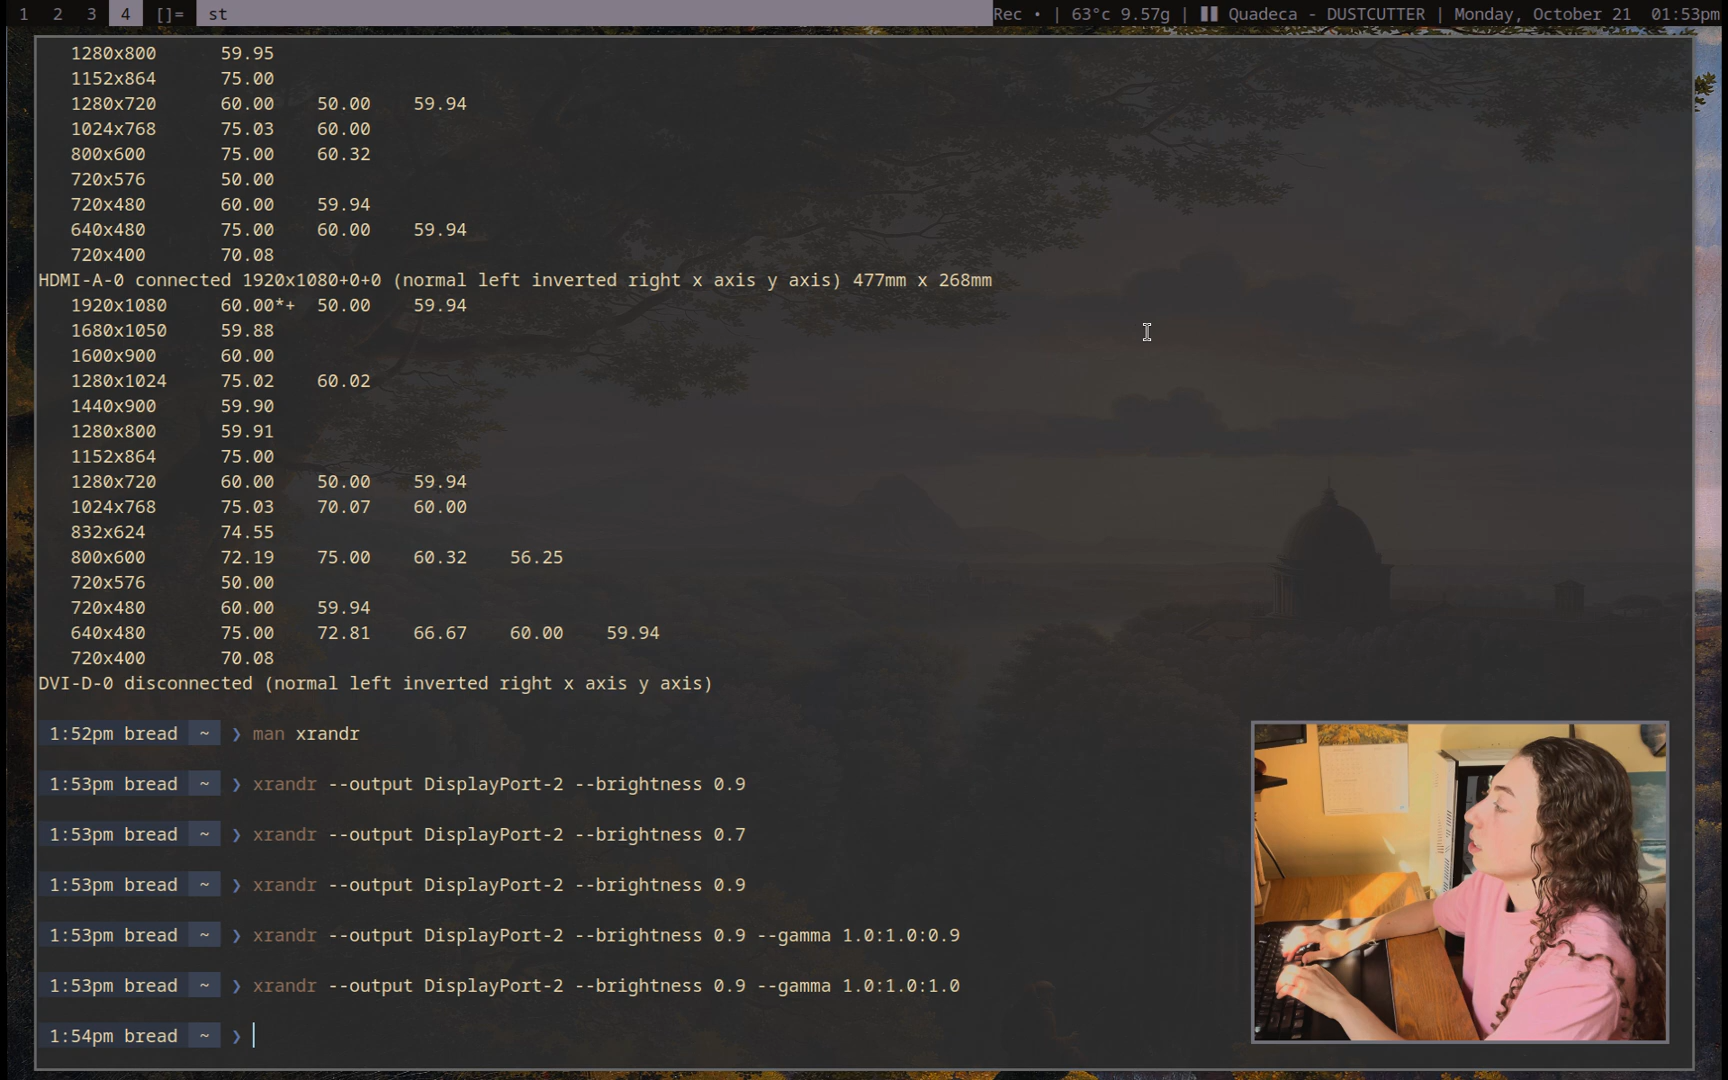 1 2 3 4 []= st Rec • | 63°c 9.57g | ▮▮ Quadeca - DUSTCUTTER | Monday, October 21 01:53pm
1280x800 59.95
1152x864 75.00
1280x720 60.00 50.00 59.94
1024x768 75.03 60.00
800x600 75.00 60.32
720x576 50.00
720x480 60.00 59.94
640x480 75.00 60.00 59.94
720x400 70.08
HDMI-A-0 connected 1920x1080+0+0 (normal left inverted right x axis y axis) 477mm x 268mm
1920x1080 60.00*+ 50.00 59.94
1680x1050 59.88
1600x900 60.00
1280x1024 75.02 60.02
1440x900 59.90
1280x800 59.91
1152x864 75.00
1280x720 60.00 50.00 59.94
1024x768 75.03 70.07 60.00
832x624 74.55
800x600 72.19 75.00 60.32 56.25
720x576 50.00
720x480 60.00 59.94
640x480 75.00 72.81 66.67 60.00 59.94
720x400 70.08
DVI-D-0 disconnected (normal left inverted right x axis y axis)
1:52pm bread ~ ❯ man xrandr
1:53pm bread ~ ❯ xrandr --output DisplayPort-2 --brightness 0.9
1:53pm bread ~ ❯ xrandr --output DisplayPort-2 --brightness 0.7
1:53pm bread ~ ❯ xrandr --output DisplayPort-2 --brightness 0.9
1:53pm bread ~ ❯ xrandr --output DisplayPort-2 --brightness 0.9 --gamma 1.0:1.0:0.9
1:53pm bread ~ ❯ xrandr --output DisplayPort-2 --brightness 0.9 --gamma 1.0:1.0:1.0
1:54pm bread ~ ❯